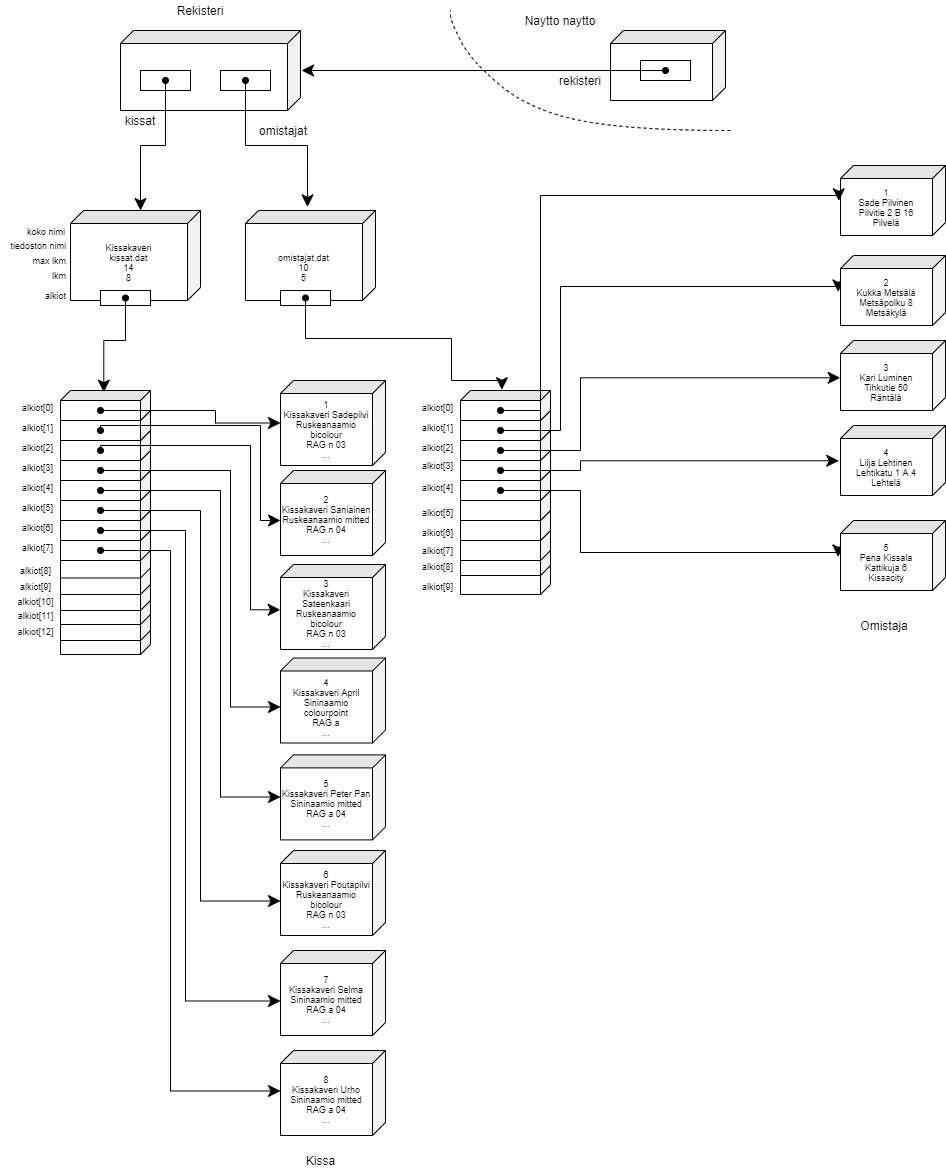 Rekisteri
Naytto naytto
rekisteri
kissat
omistajat
koko nimi
tiedoston nimi
max lkm
lkm
alkiot
Kissakaveri
kissat.dat
14
8
omistajat.dat
10
5
alkiot[0]
alkiot[1]
alkiot[2]
alkiot[3]
alkiot[4]
alkiot[5]
alkiot[6]
alkiot[7]
alkiot[8]
alkiot[9]
alkiot[10]
alkiot[11]
alkiot[12]
1
Kissakaveri Sadepilvi
Ruskeanaamio
bicolour
RAG n 03
...
2
Kissakaveri Saniainen
Ruskeanaamio mitted
RAG n 04
...
3
Kissakaveri
Sateenkaari
Ruskeanaamio
bicolour
RAG n 03
...
4
Kissakaveri April
Sininaamio
colourpoint
RAG a
...
5
Kissakaveri Peter Pan
Sininaamio mitted
RAG a 04
...
6
Kissakaveri Poutapilvi
Ruskeanaamio
bicolour
RAG n 03
...
7
Kissakaveri Selma
Sininaamio mitted
RAG a 04
...
8
Kissakaveri Urho
Sininaamio mitted
RAG a 04
...
Kissa
alkiot[0]
alkiot[1]
alkiot[2]
alkiot[3]
alkiot[4]
alkiot[5]
alkiot[6]
alkiot[7]
alkiot[8]
alkiot[9]
1
Sade Pilvinen
Pilvitie 2 B 16
Pilvelä
2
Kukka Metsälä
Metsäpolku 8
Metsäkylä
3
Kari Luminen
Tihkutie 50
Räntälä
4
Lilja Lehtinen
Lehtikatu 1 A 4
Lehtelä
5
Pena Kissala
Kattikuja 6
Kissacity
Omistaja